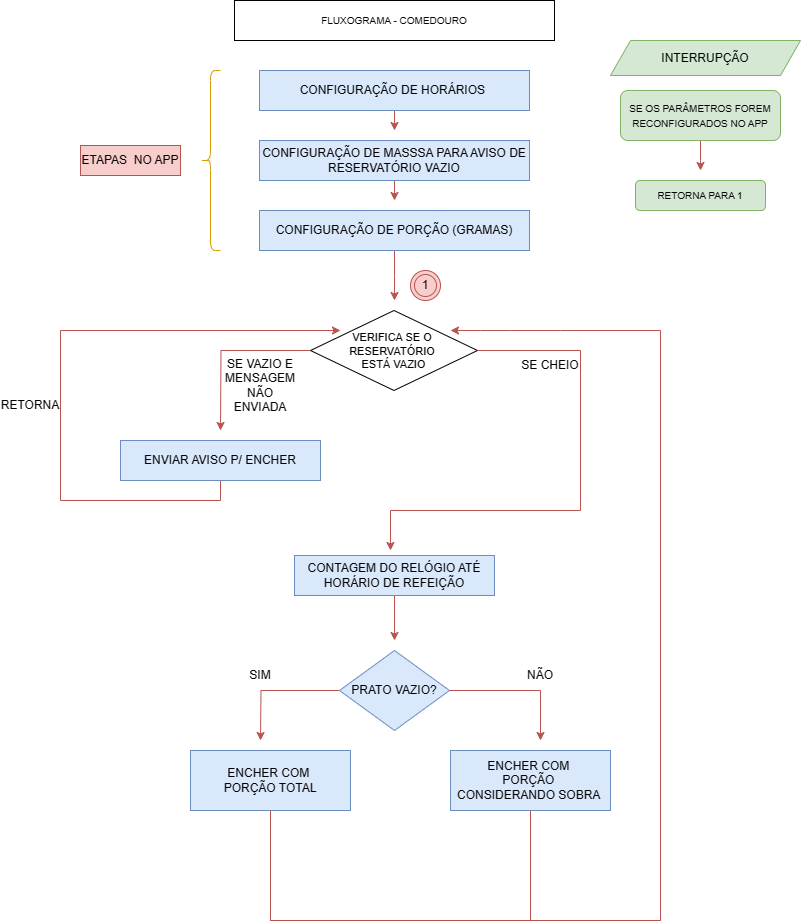 FLUXOGRAMA - COMEDOURO
INTERRUPÇÃO
CONFIGURAÇÃO DE HORÁRIOS
SE OS PARÂMETROS FOREM
RECONFIGURADOS NO APP
ETAPAS  NO APP
CONFIGURAÇÃO DE MASSSA PARA AVISO DE
RESERVATÓRIO VAZIO
RETORNA PARA 1
CONFIGURAÇÃO DE PORÇÃO (GRAMAS)
1
VERIFICA SE O
RESERVATÓRIO
ESTÁ VAZIO
SE VAZIO E
MENSAGEM
NÃO
ENVIADA
SE CHEIO
RETORNA
ENVIAR AVISO P/ ENCHER
CONTAGEM DO RELÓGIO ATÉ
HORÁRIO DE REFEIÇÃO
SIM
PRATO VAZIO?
NÃO
ENCHER COM
PORÇÃO TOTAL
ENCHER COM
PORÇÃO
CONSIDERANDO SOBRA